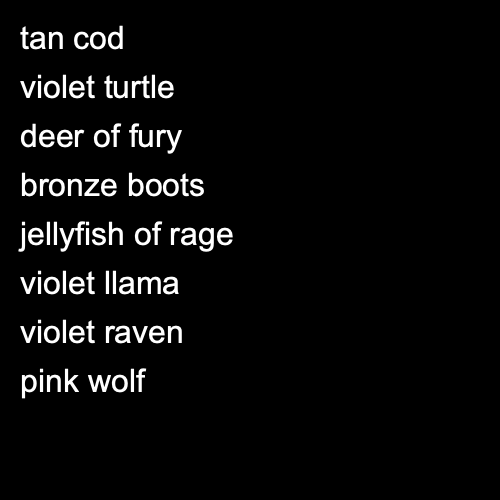 tan cod
violet turtle
deer of fury
bronze boots
jellyfish of rage
violet llama
violet raven
pink wolf